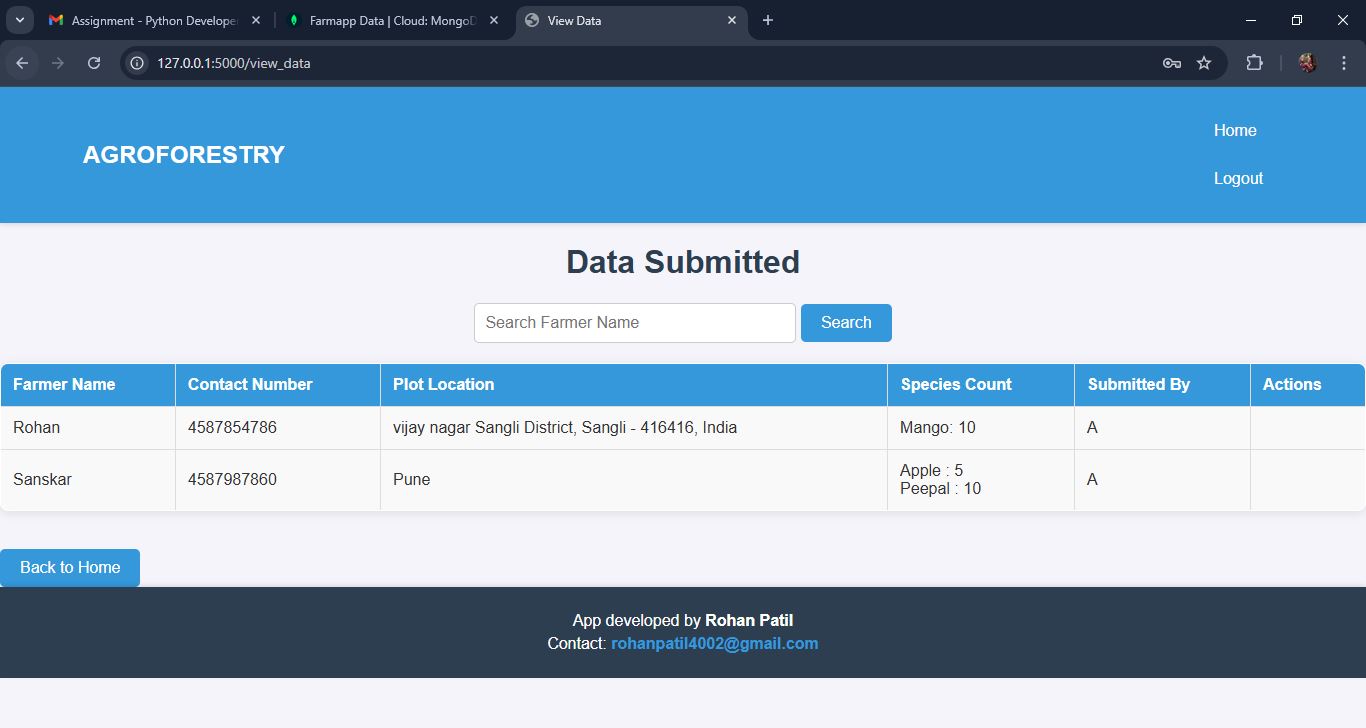 Assignment - Python Developer
Farmapp Data | Cloud: MongoD
View Data
127.0.0.1:5000/view_data
AGROFORESTRY
Home
Logout
Data Submitted
Search Farmer Name
Search
Farmer Name Contact Number Plot Location Species Count Submitted By Actions
Rohan 4587854786 vijay nagar Sangli District, Sangli - 416416, India Mango: 10 A
Sanskar 4587987860 Pune Apple : 5 A
Peepal : 10
Back to Home
App developed by Rohan Patil
Contact: rohanpatil4002@gmail.com